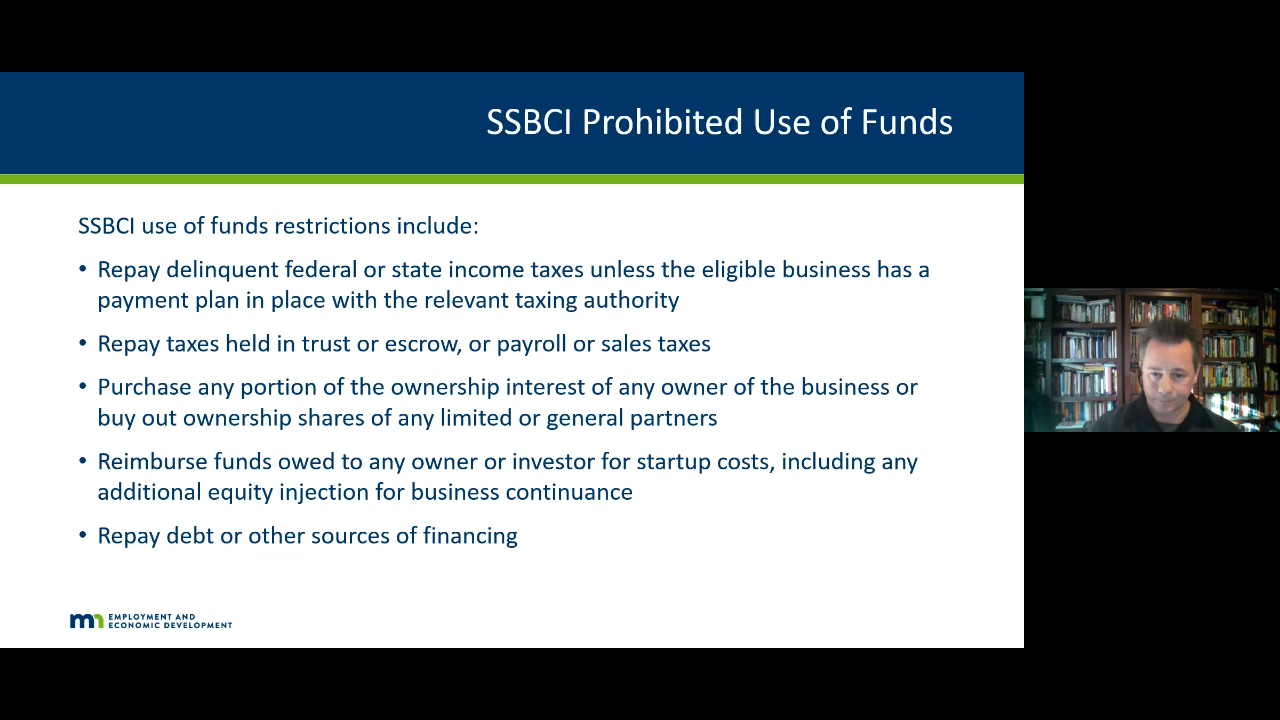 SSBCI Prohibited Use of Funds
SSBCI use of funds restrictions include:
• Repay delinquent federal or state income taxes unless the eligible business has a
payment plan in place with the relevant taxing authority
• Repay taxes held in trust or escrow, or payroll or sales taxes
• Purchase any portion of the ownership interest of any owner of the business or
buy out ownership shares of any limited or general partners
• Reimburse funds owed to any owner or investor for startup costs, including any
additional equity injection for business continuance
• Repay debt or other sources of financing
mn EMPLOYMENT AND
ECONOMIC DEVELOPMENT